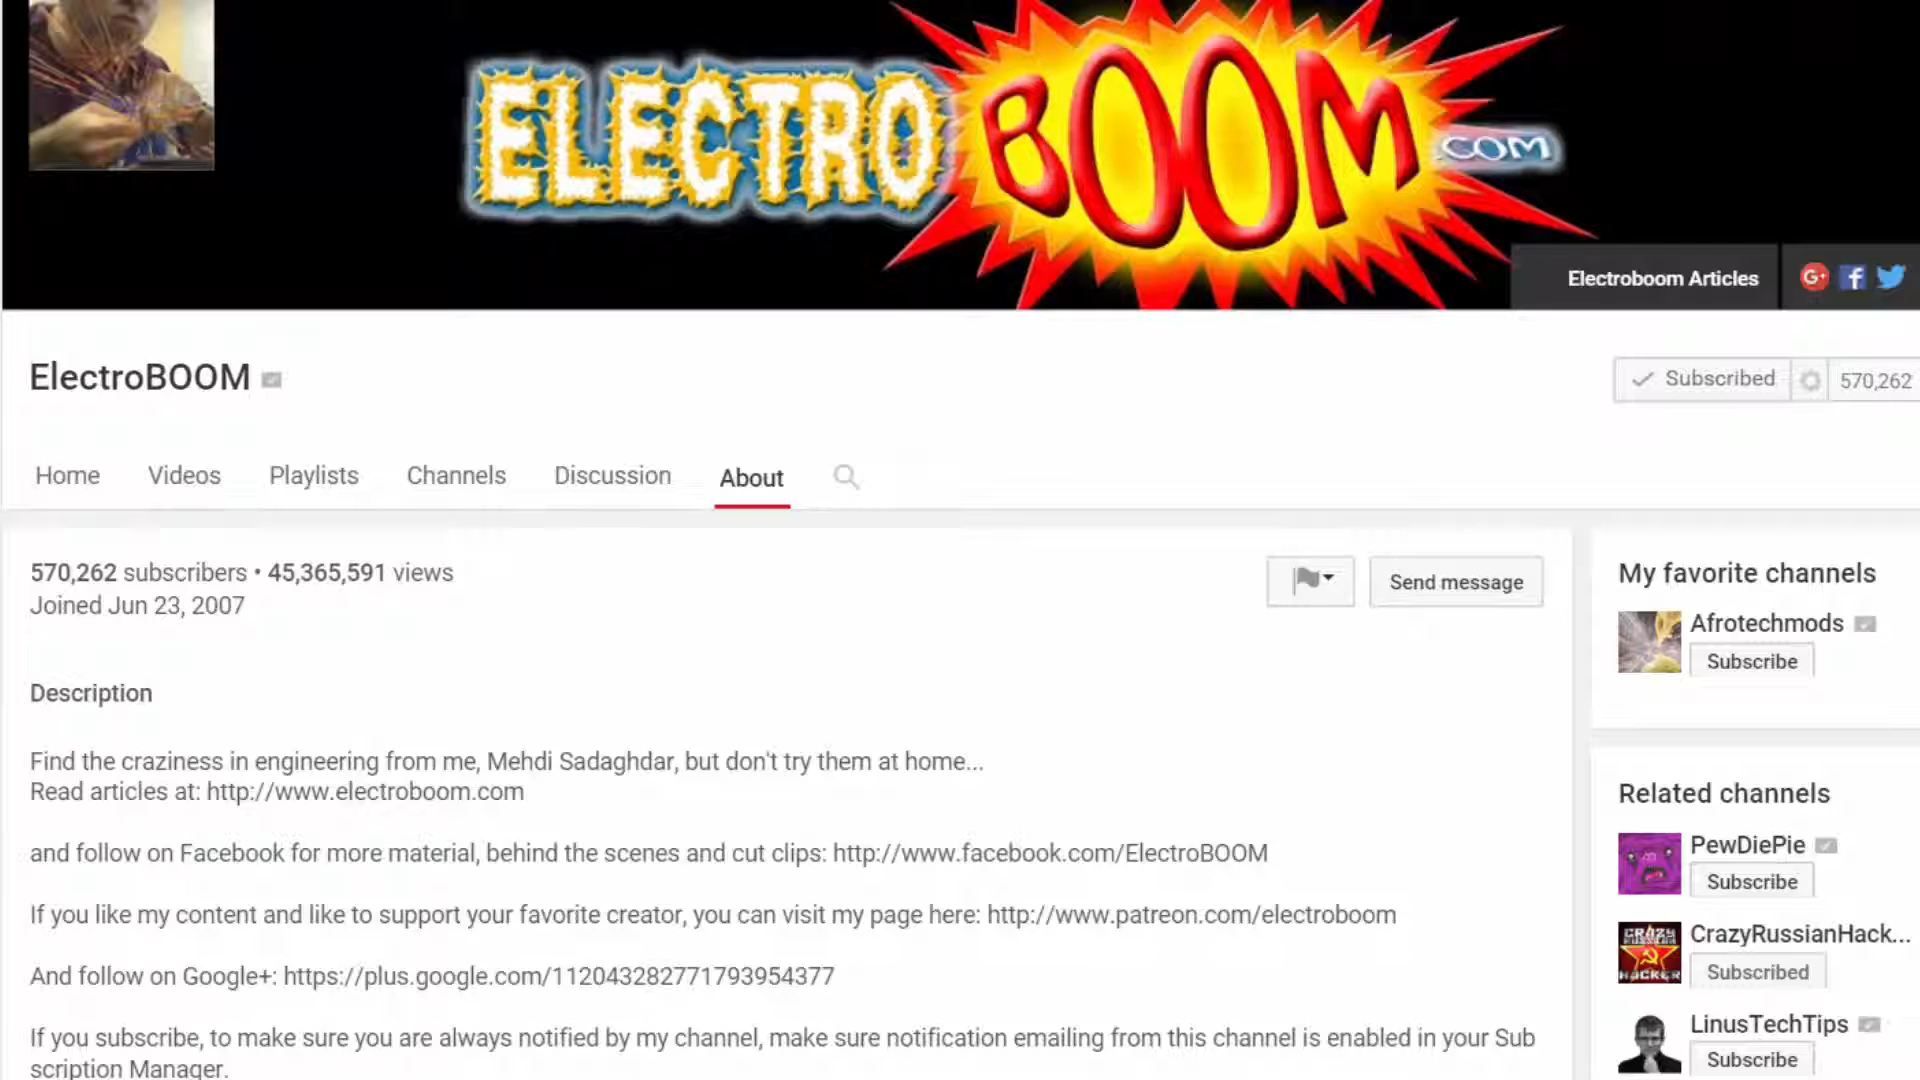 ELECTROBOOM.COM
Electroboom Articles
ElectroBOOM
Subscribed 570,262
Home Videos Playlists Channels Discussion About
570,262 subscribers • 45,365,591 views
Joined Jun 23, 2007
Send message
Description
Find the craziness in engineering from me, Mehdi Sadaghdar, but don't try them at home...
Read articles at: http://www.electroboom.com
and follow on Facebook for more material, behind the scenes and cut clips: http://www.facebook.com/ElectroBOOM
If you like my content and like to support your favorite creator, you can visit my page here: http://www.patreon.com/electroboom
And follow on Google+: https://plus.google.com/112043282771793954377
If you subscribe, to make sure you are always notified by my channel, make sure notification emailing from this channel is enabled in your Sub
scription Manager.
My favorite channels
Afrotechmods
Subscribe
Related channels
PewDiePie
Subscribe
CRAZY
RUSSIAN
HACKER
CrazyRussianHack...
Subscribed
LinusTechTips
Subscribe